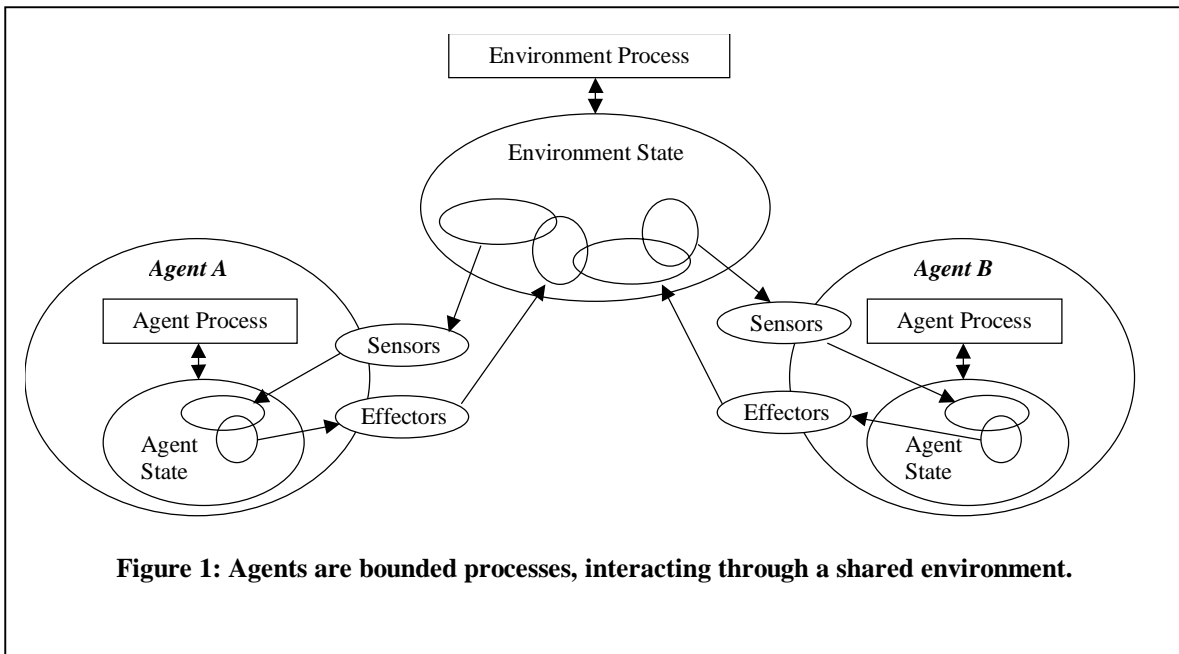 Environment Process
Environment State
Agent A
Agent Process
Sensors
Effectors
Agent
State
Agent B
Sensors
Agent Process
Effectors
Agent
State
Figure 1: Agents are bounded processes, interacting through a shared environment.